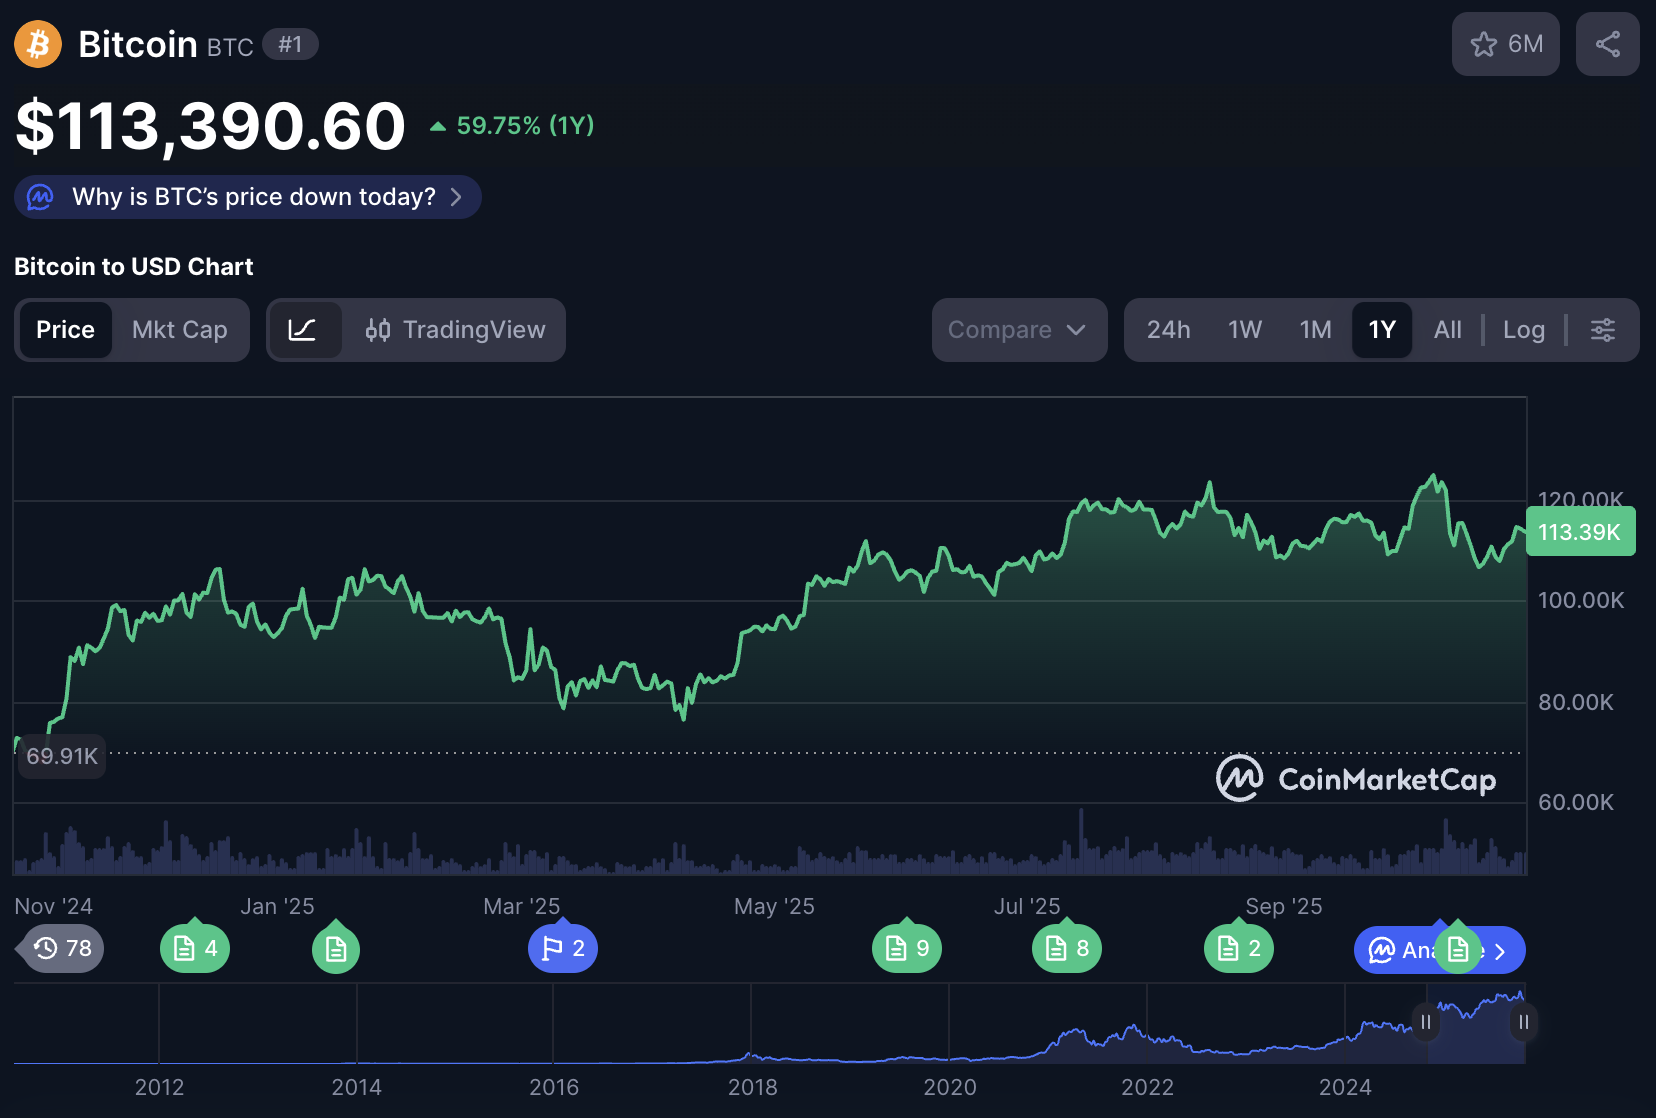 Bitcoin BTC #1
6M
$113,390.60 59.75% (1Y)
Why is BTC’s price down today?
Bitcoin to USD Chart
Price Mkt Cap TradingView Compare 24h 1W 1M 1Y All Log
120.00K
113.39K
100.00K
80.00K
69.91K
CoinMarketCap
60.00K
Nov '24 Jan '25 Mar '25 May '25 Jul '25 Sep '25
78 4 2 9 8 2
2012 2014 2016 2018 2020 2022 2024